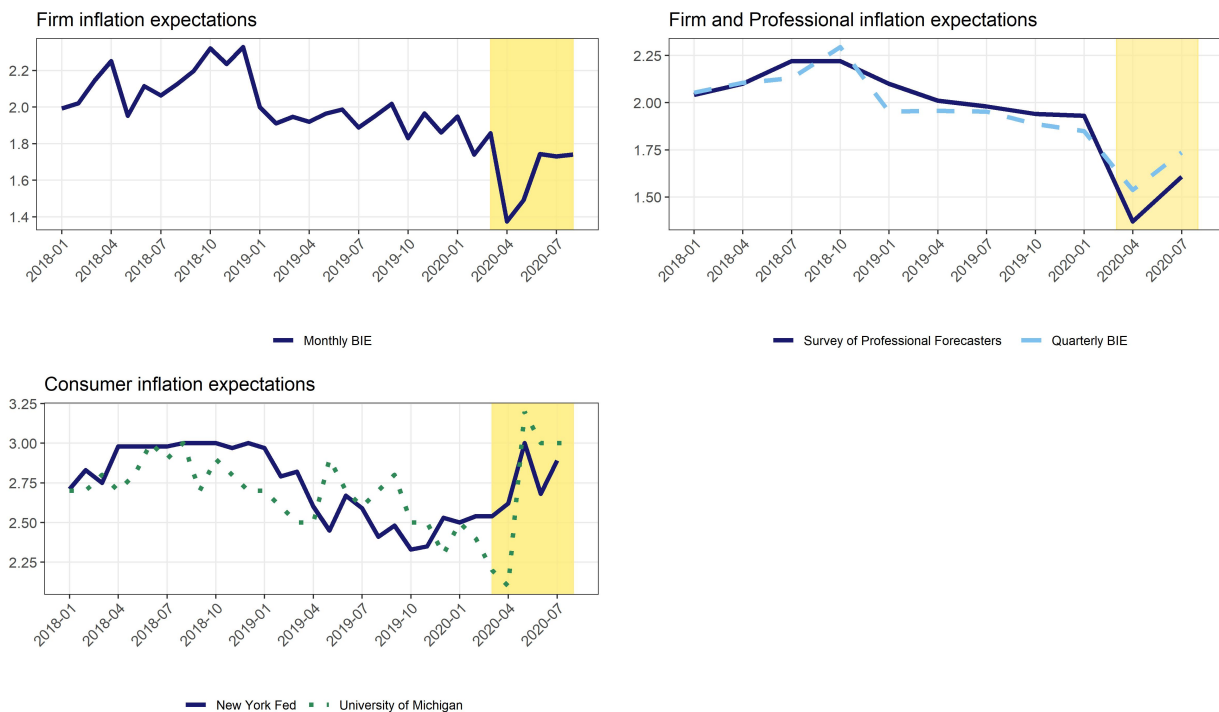 Firm inflation expectations
2.2
2.0
1.8
1.6
1.4
2018-01 2018-04 2018-07 2018-10 2019-01 2019-04 2019-07 2019-10 2020-01 2020-04 2020-07
Monthly BIE
Firm and Professional inflation expectations
2.25
2.00
1.75
1.50
2018-01 2018-04 2018-07 2018-10 2019-01 2019-04 2019-07 2019-10 2020-01 2020-04 2020-07
Survey of Professional Forecasters Quarterly BIE
Consumer inflation expectations
3.25
3.00
2.75
2.50
2.25
2018-01 2018-04 2018-07 2018-10 2019-01 2019-04 2019-07 2019-10 2020-01 2020-04 2020-07
New York Fed University of Michigan